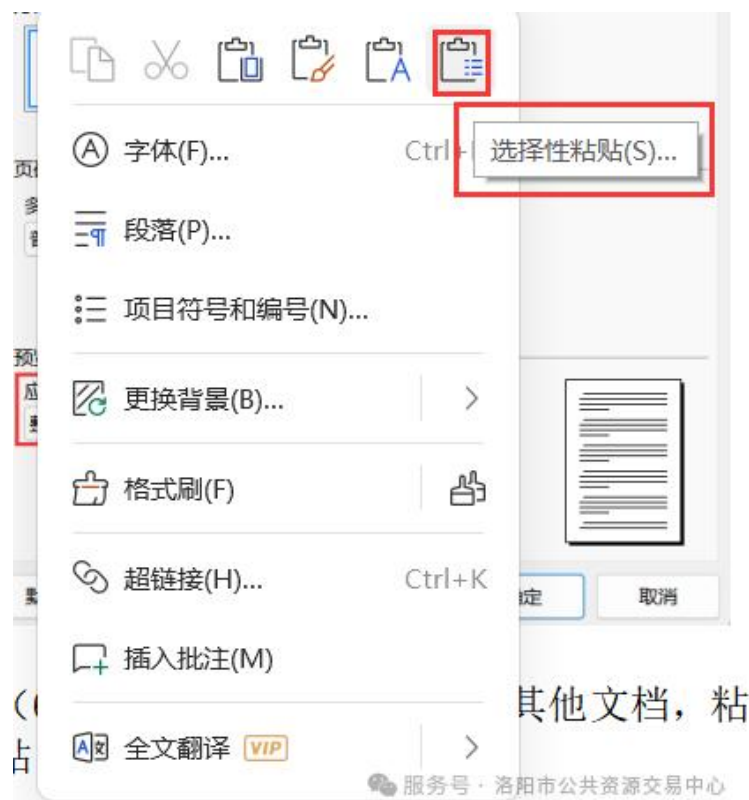 字体(F)...
Ctrl+
选择性粘贴(S)...
段落(P)...
项目符号和编号(N)...
更换背景(B)...
格式刷(F)
超链接(H)...
Ctrl+K
定
取消
插入批注(M)
其他文档，粘
全文翻译 VIP
服务号 · 洛阳市公共资源交易中心